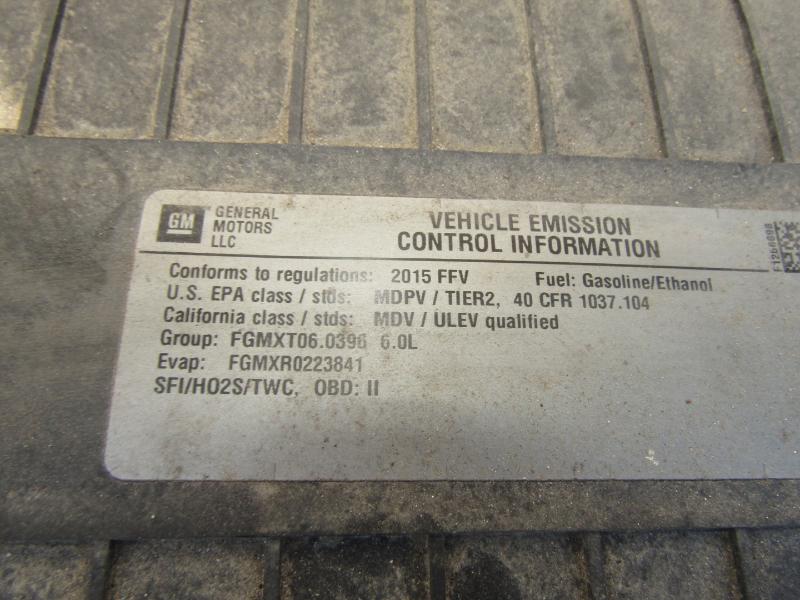 GM GENERAL MOTORS LLC
VEHICLE EMISSION
CONTROL INFORMATION
Conforms to regulations: 2015 FFV Fuel: Gasoline/Ethanol
U.S. EPA class / stds: MDPV / TIER2, 40 CFR 1037.104
California class / stds: MDV / ULEV qualified
Group: FGMXT06.0396 6.0L
Evap: FGMXR0223841
SFI/HO2S/TWC, OBD: II